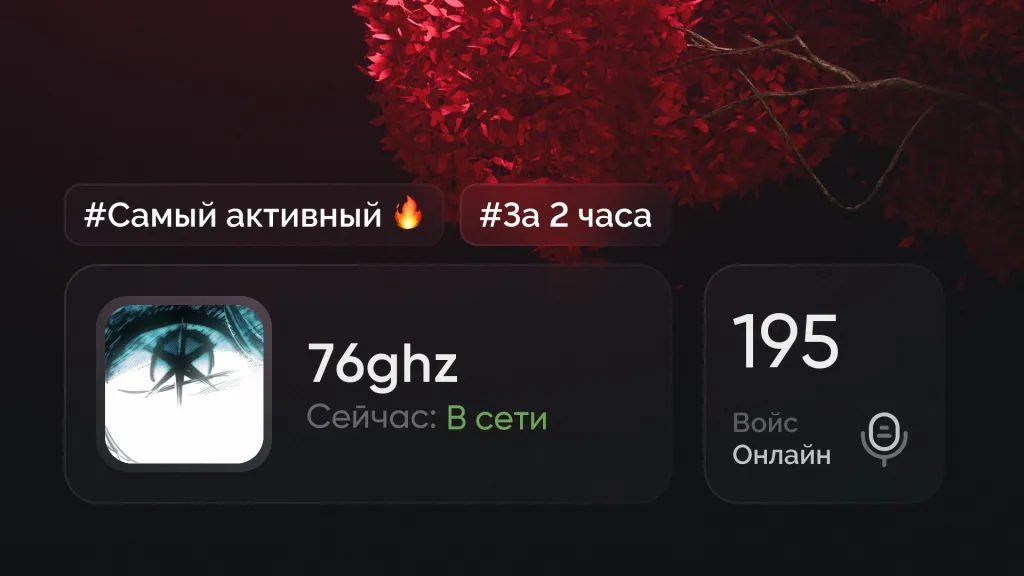 #Самый активный 🔥
#За 2 часа
76ghz
Сейчас: В сети
195
Войс
Онлайн